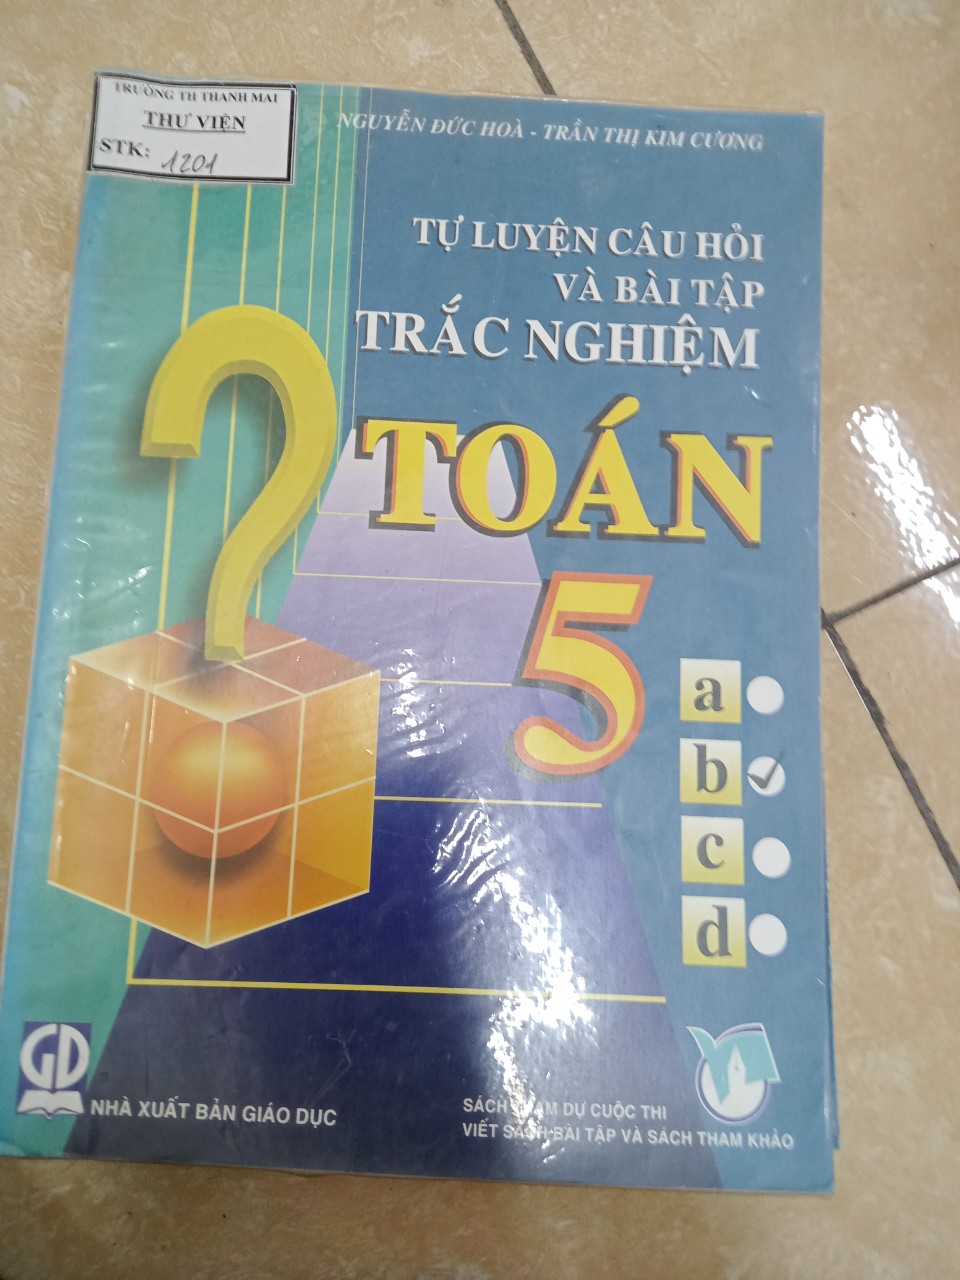 TRƯỜNG TH THANH MAI
THƯ VIỆN
STK: 1201
NGUYỄN ĐỨC HOÀ - TRẦN THỊ KIM CƯƠNG
TỰ LUYỆN CÂU HỎI
VÀ BÀI TẬP
TRẮC NGHIỆM
TOÁN
5
a
b
c
d
GD
NHÀ XUẤT BẢN GIÁO DỤC
SÁCH THAM DỰ CUỘC THI
VIẾT SÁCH BÀI TẬP VÀ SÁCH THAM KHẢO